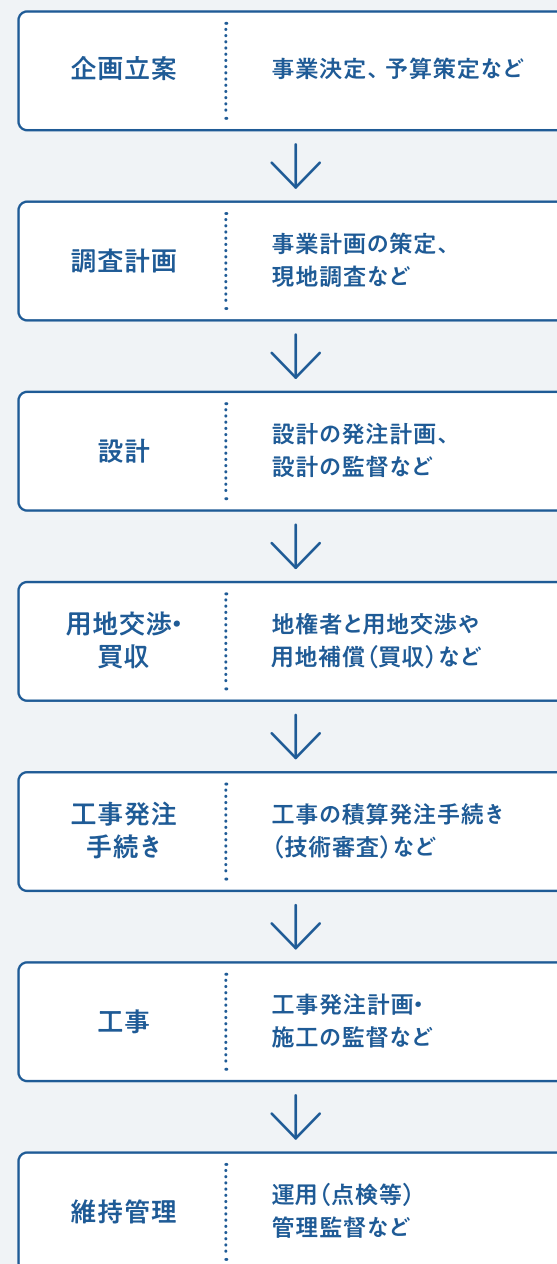 企画立案
事業決定、予算策定など
調査計画
事業計画の策定、
現地調査など
設計
設計の発注計画、
設計の監督など
用地交渉・
買収
地権者と用地交渉や
用地補償(買収)など
工事発注
手続き
工事の積算発注手続き
(技術審査)など
工事
工事発注計画・
施工の監督など
維持管理
運用(点検等)
管理監督など